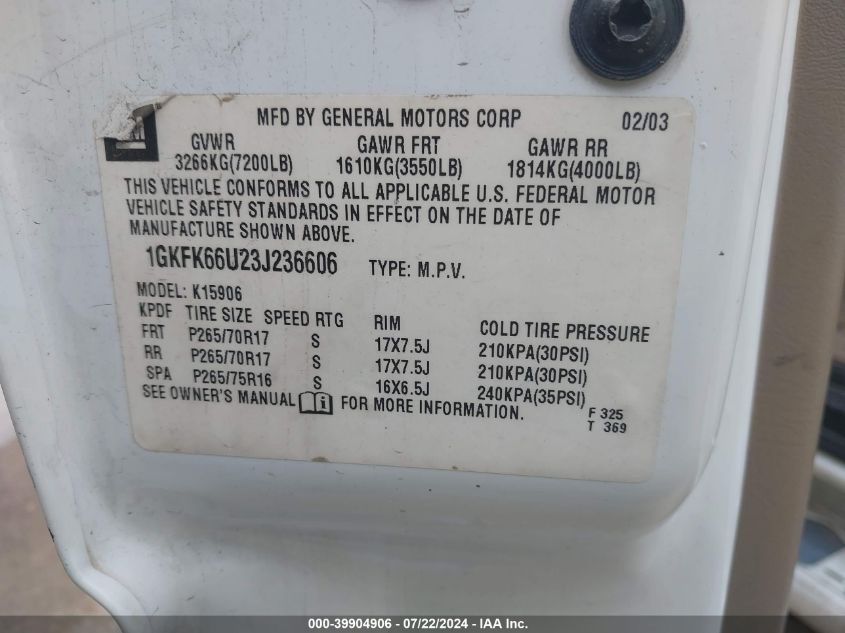 MFD BY GENERAL MOTORS CORP 02/03
GVWR GAWR FRT GAWR RR
3266KG(7200LB) 1610KG(3550LB) 1814KG(4000LB)
THIS VEHICLE CONFORMS TO ALL APPLICABLE U.S. FEDERAL MOTOR
VEHICLE SAFETY STANDARDS IN EFFECT ON THE DATE OF
MANUFACTURE SHOWN ABOVE.
1GKFK66U23J236606 TYPE: M.P.V.
MODEL: K15906
KPDF TIRE SIZE SPEED RTG RIM COLD TIRE PRESSURE
FRT P265/70R17 S 17X7.5J 210KPA(30PSI)
RR P265/70R17 S 17X7.5J 210KPA(30PSI)
SPA P265/75R16 S 16X6.5J 240KPA(35PSI)
SEE OWNER'S MANUAL FOR MORE INFORMATION.
F 325
T 369
000-39904906 - 07/22/2024 - IAA Inc.